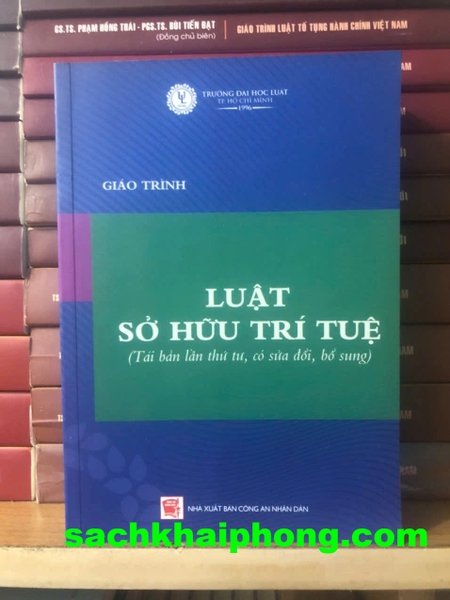 GS.TS. PHẠM HỒNG THÁI - PGS.TS. BÙI TIẾN ĐẠT
(Đồng chủ biên)
GIÁO TRÌNH LUẬT TỐ TỤNG HÀNH CHÍNH VIỆT NAM
TRƯỜNG ĐẠI HỌC LUẬT
TP. HỒ CHÍ MINH
1996
GIÁO TRÌNH
LUẬT
SỞ HỮU TRÍ TUỆ
(Tái bản lần thứ tư, có sửa đổi, bổ sung)
NHÀ XUẤT BẢN CÔNG AN NHÂN DÂN
sachkhaiphong.com